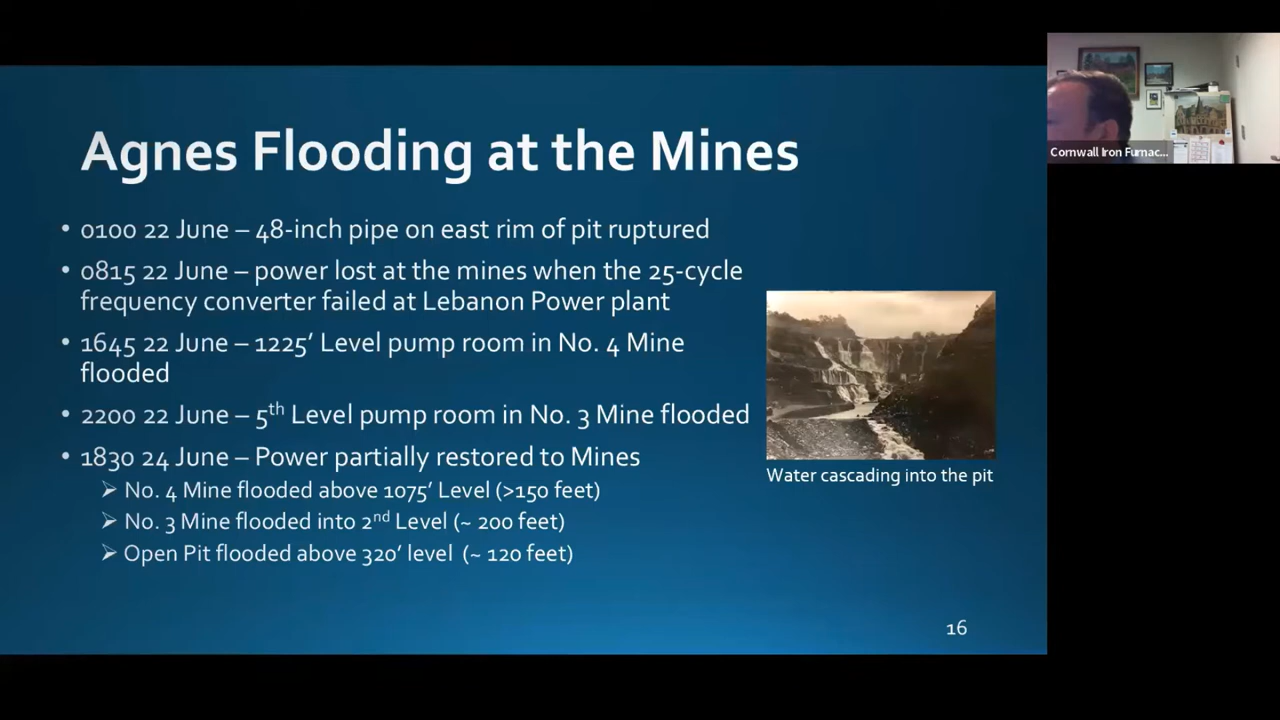 Agnes Flooding at the Mines
• 0100 22 June – 48-inch pipe on east rim of pit ruptured
• 0815 22 June – power lost at the mines when the 25-cycle
frequency converter failed at Lebanon Power plant
• 1645 22 June – 1225’ Level pump room in No. 4 Mine
flooded
• 2200 22 June – 5th Level pump room in No. 3 Mine flooded
• 1830 24 June – Power partially restored to Mines
➢ No. 4 Mine flooded above 1075’ Level (>150 feet)
➢ No. 3 Mine flooded into 2nd Level (~ 200 feet)
➢ Open Pit flooded above 320’ level (~ 120 feet)
Water cascading into the pit
16
Cornwall Iron Furnac...